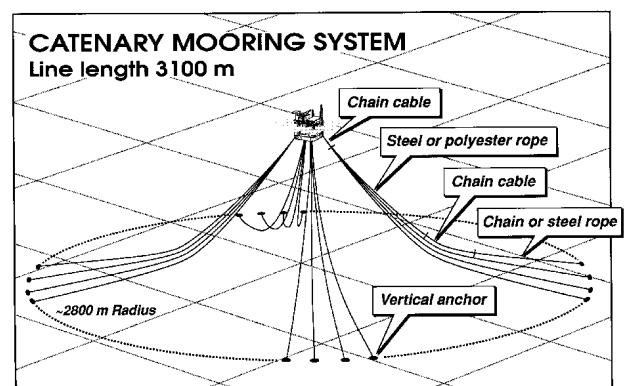 CATENARY MOORING SYSTEM
Line length 3100 m
Chain cable
Steel or polyester rope
Chain cable
Chain or steel rope
~2800 m Radius
Vertical anchor